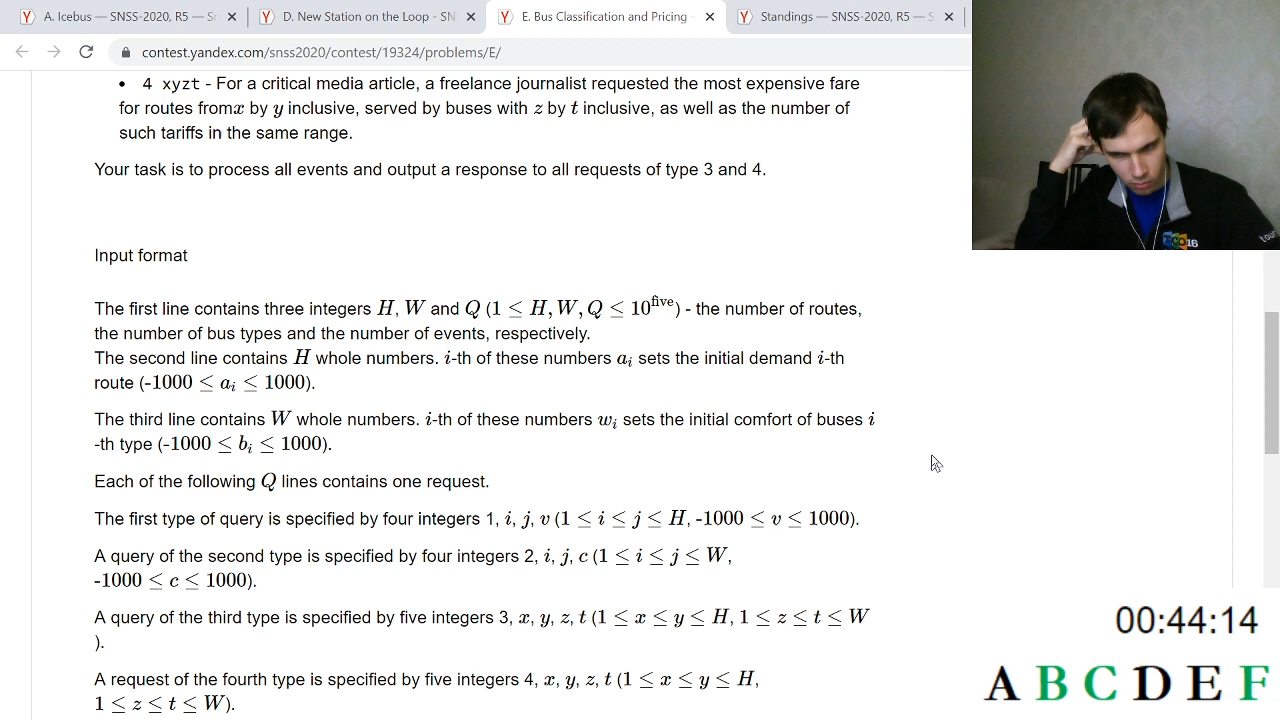 A. Icebus — SNSS-2020, R5 — Sn
D. New Station on the Loop - SN
E. Bus Classification and Pricing -
Standings — SNSS-2020, R5 — S
contest.yandex.com/snss2020/contest/19324/problems/E/
• 4 xyzt - For a critical media article, a freelance journalist requested the most expensive fare
for routes fromx by y inclusive, served by buses with z by t inclusive, as well as the number of
such tariffs in the same range.
Your task is to process all events and output a response to all requests of type 3 and 4.
Input format
The first line contains three integers H, W and Q (1 ≤ H, W, Q ≤ 10^five) - the number of routes,
the number of bus types and the number of events, respectively.
The second line contains H whole numbers. i-th of these numbers a_i sets the initial demand i-th
route (-1000 ≤ a_i ≤ 1000).
The third line contains W whole numbers. i-th of these numbers w_i sets the initial comfort of buses i
-th type (-1000 ≤ b_i ≤ 1000).
Each of the following Q lines contains one request.
The first type of query is specified by four integers 1, i, j, v (1 ≤ i ≤ j ≤ H, -1000 ≤ v ≤ 1000).
A query of the second type is specified by four integers 2, i, j, c (1 ≤ i ≤ j ≤ W,
-1000 ≤ c ≤ 1000).
A query of the third type is specified by five integers 3, x, y, z, t (1 ≤ x ≤ y ≤ H, 1 ≤ z ≤ t ≤ W
).
A request of the fourth type is specified by five integers 4, x, y, z, t (1 ≤ x ≤ y ≤ H,
1 ≤ z ≤ t ≤ W).
00:44:14
A B C D E F